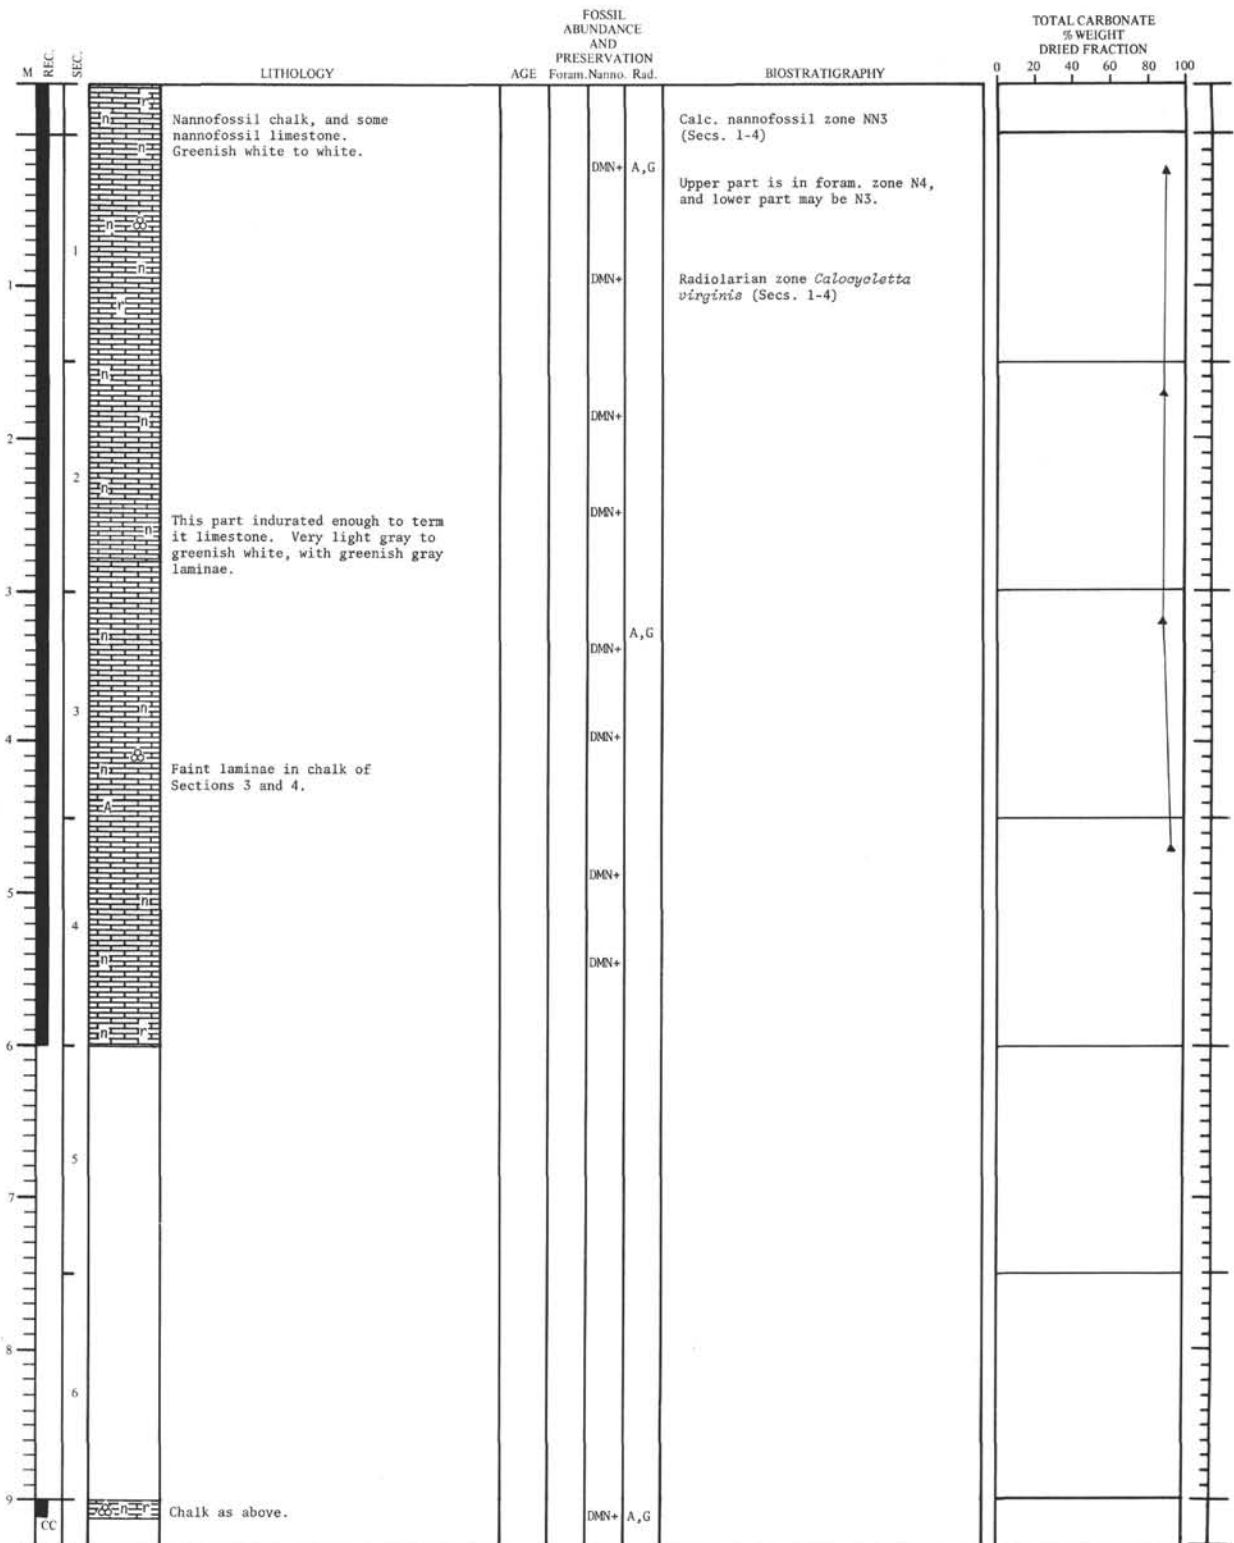 FOSSIL
ABUNDANCE
AND
PRESERVATION
TOTAL CARBONATE
% WEIGHT
DRIED FRACTION
M REC. SEC. LITHOLOGY AGE Foram. Nanno. Rad. BIOSTRATIGRAPHY 0 20 40 60 80 100
r
n
Nannofossil chalk, and some
nannofossil limestone.
Greenish white to white.
n
Calc. nannofossil zone NN3
(Secs. 1-4)
DMN+ A,G
Upper part is in foram. zone N4,
and lower part may be N3.
n
1
n
1
DMN+
Radiolarian zone Calocycletta
virginis (Secs. 1-4)
r
n
n
DMN+
2
2
n
DMN+
n
This part indurated enough to term
it limestone. Very light gray to
greenish white, with greenish gray
laminae.
3
n
A,G
DMN+
n
3
4
DMN+
n
Faint laminae in chalk of
Sections 3 and 4.
A
DMN+
5
n
4
n
DMN+
n r
6
5
7
8
6
9
n r
Chalk as above.
DMN+ A,G
CC